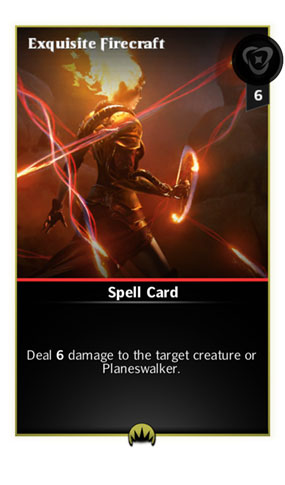 Exquisite Firecraft
6
Spell Card
Deal 6 damage to the target creature or
Planeswalker.